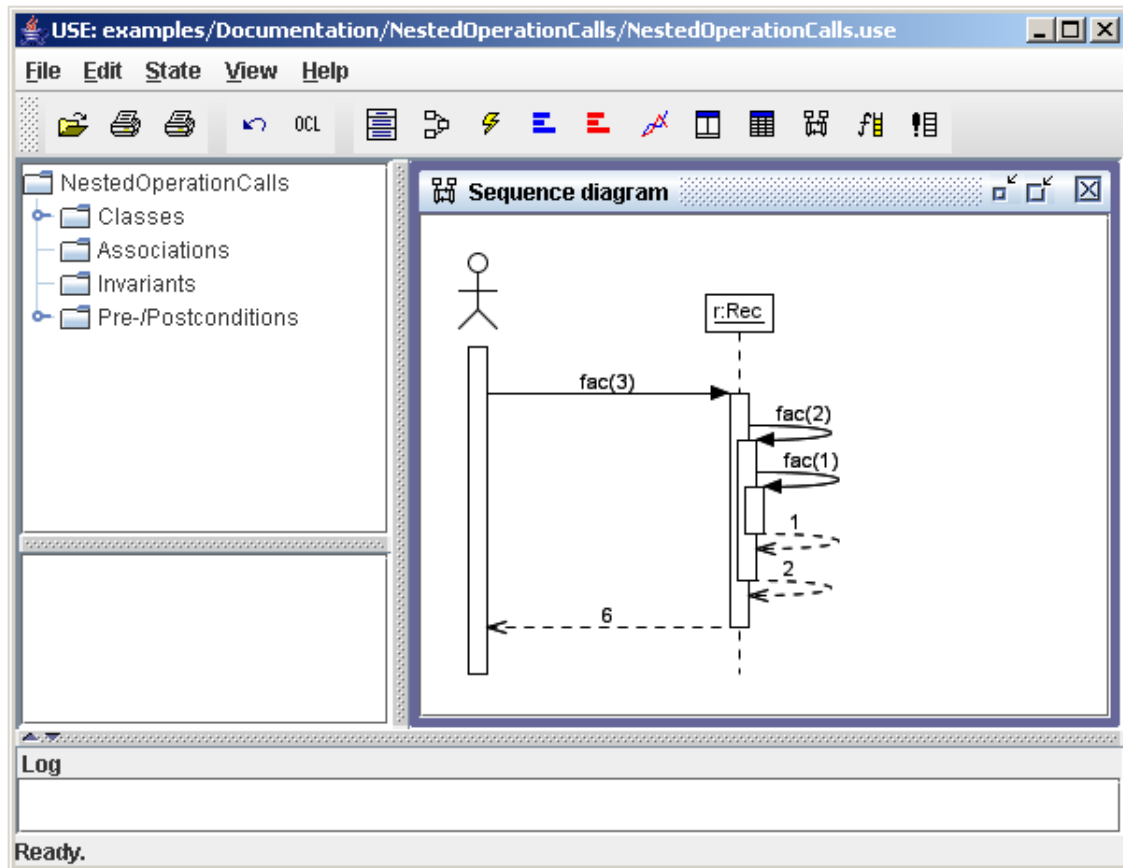 USE: examples/Documentation/NestedOperationCalls/NestedOperationCalls.use
File Edit State View Help
OCL
NestedOperationCalls
Classes
Associations
Invariants
Pre-/Postconditions
Sequence diagram
r:Rec
fac(3)
fac(2)
fac(1)
1
2
6
Log
Ready.